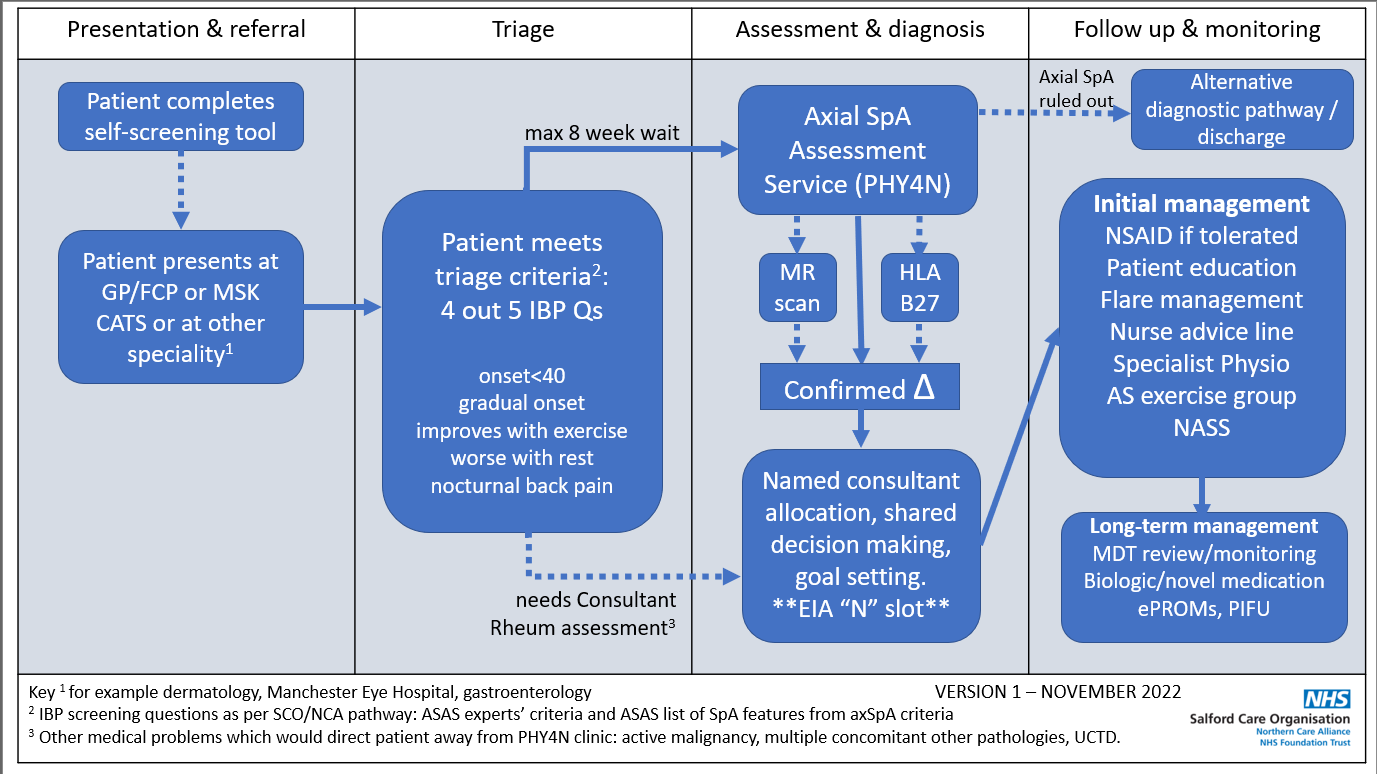 Presentation & referral
Triage
Assessment & diagnosis
Follow up & monitoring
Patient completes
self-screening tool
Patient presents at
GP/FCP or MSK
CATS or at other
speciality¹
max 8 week wait
Patient meets
triage criteria²:
4 out 5 IBP Qs
onset<40
gradual onset
improves with exercise
worse with rest
nocturnal back pain
needs Consultant
Rheum assessment³
Axial SpA
Assessment
Service (PHY4N)
MR
scan
HLA
B27
Confirmed Δ
Named consultant
allocation, shared
decision making,
goal setting.
**EIA “N” slot**
Axial SpA
ruled out
Alternative
diagnostic pathway /
discharge
Initial management
NSAID if tolerated
Patient education
Flare management
Nurse advice line
Specialist Physio
AS exercise group
NASS
Long-term management
MDT review/monitoring
Biologic/novel medication
ePROMs, PIFU
Key ¹ for example dermatology, Manchester Eye Hospital, gastroenterology
VERSION 1 – NOVEMBER 2022
² IBP screening questions as per SCO/NCA pathway: ASAS experts’ criteria and ASAS list of SpA features from axSpA criteria
³ Other medical problems which would direct patient away from PHY4N clinic: active malignancy, multiple concomitant other pathologies, UCTD.
NHS
Salford Care Organisation
Northern Care Alliance
NHS Foundation Trust